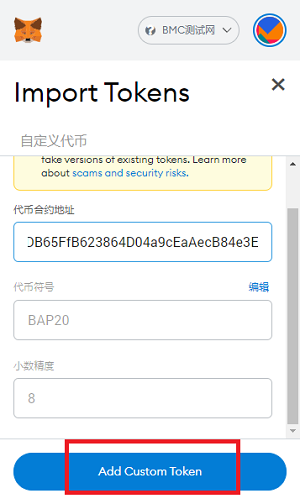 BMC测试网
Import Tokens
自定义代币
fake versions of existing tokens. Learn more
about scams and security risks.
代币合约地址
DB65FfB623864D04a9cEaAecB84e3E
代币符号
编辑
BAP20
小数精度
8
Add Custom Token